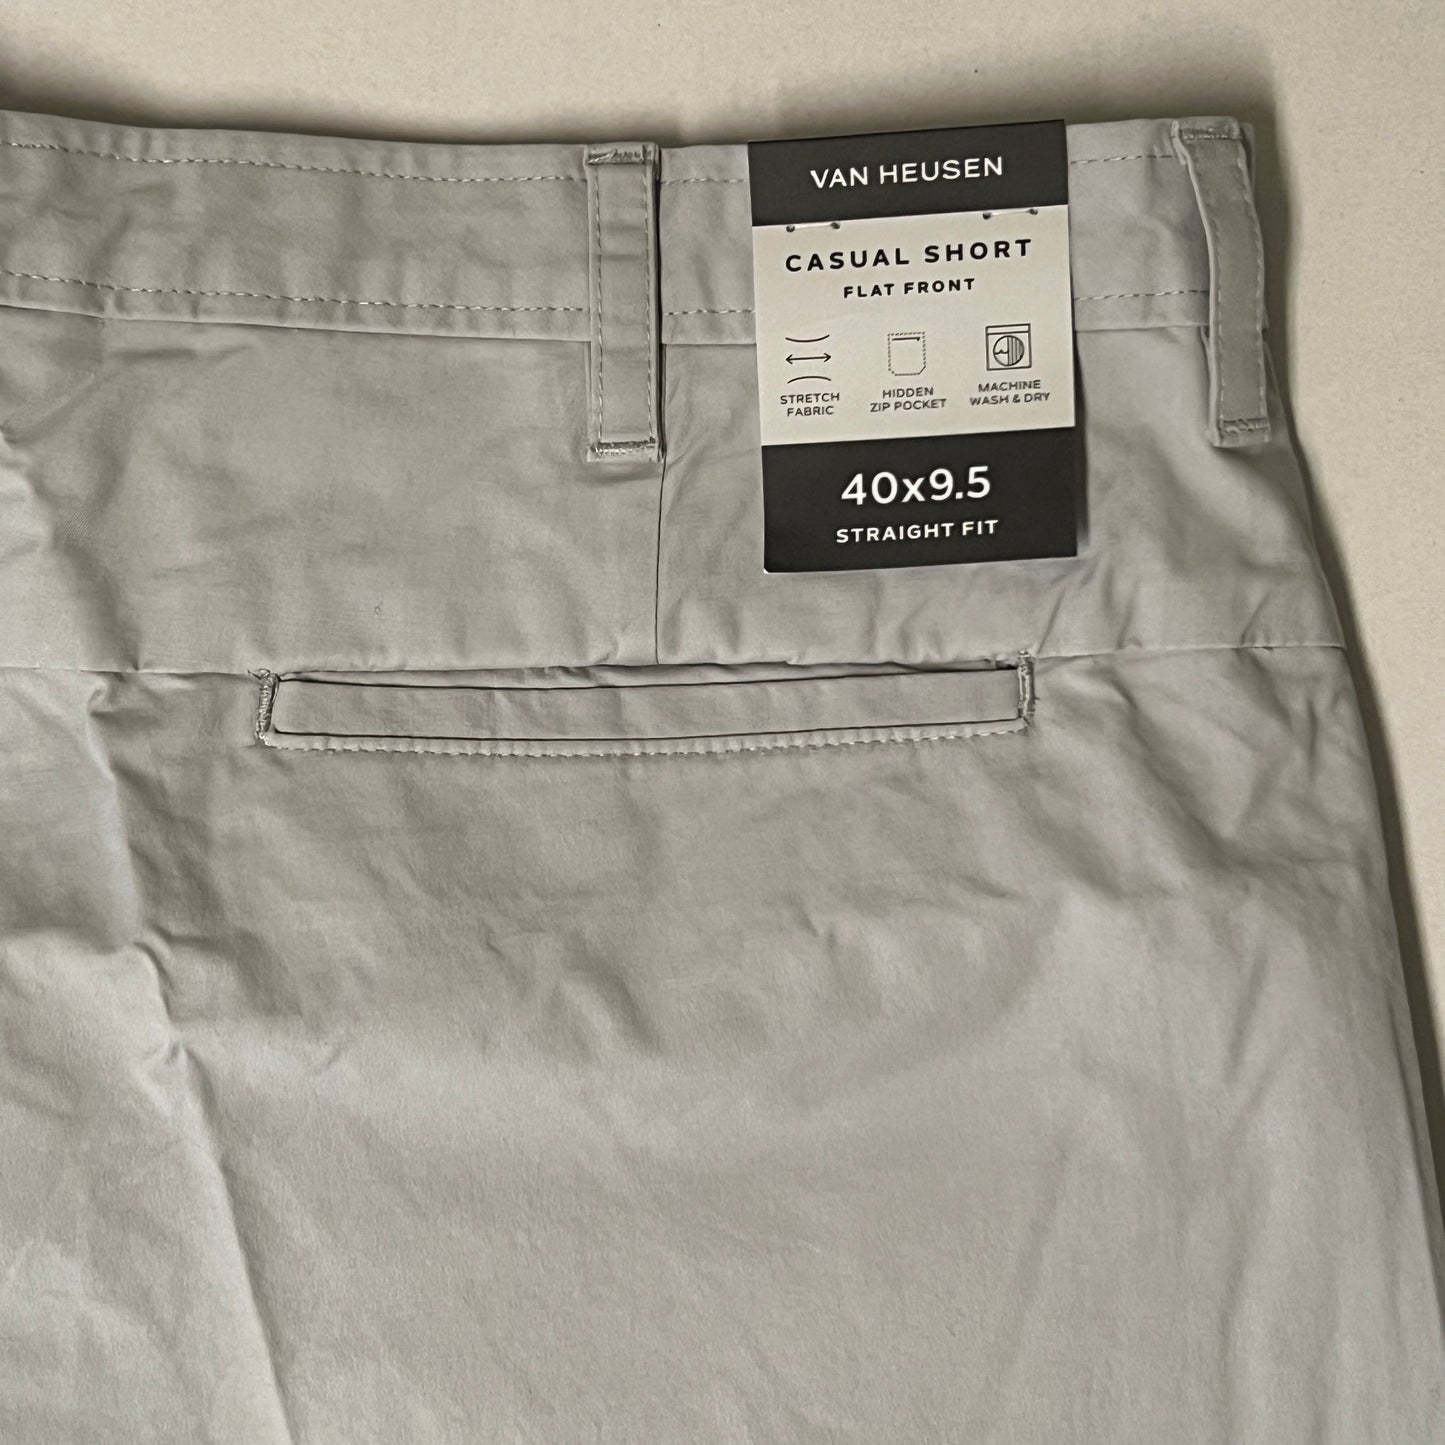 VAN HEUSEN
CASUAL SHORT
FLAT FRONT
STRETCH
FABRIC
HIDDEN
ZIP POCKET
MACHINE
WASH & DRY
40x9.5
STRAIGHT FIT